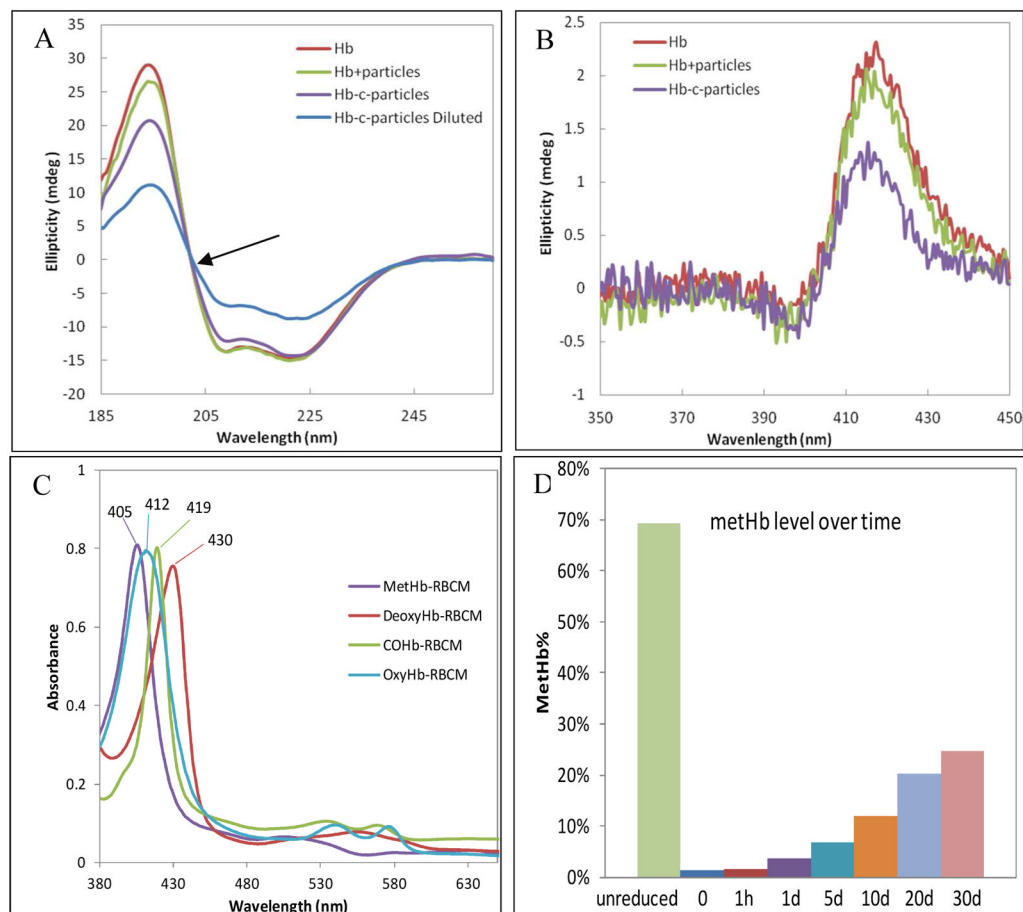 A
Hb
Hb+particles
Hb-c-particles
Hb-c-particles Diluted
Ellipticity (mdeg)
35
30
25
20
15
10
5
0
-5
-10
-15
-20
185 205 225 245
Wavelength (nm)
B
Hb
Hb+particles
Hb-c-particles
Ellipticity (mdeg)
2.5
2
1.5
1
0.5
0
-0.5
-1
350 370 390 410 430 450
Wavenlength (nm)
C
405 412 419
430
MetHb-RBCM
DeoxyHb-RBCM
COHb-RBCM
OxyHb-RBCM
Absorbance
1
0.8
0.6
0.4
0.2
0
380 430 480 530 580 630
Wavelength (nm)
D
metHb level over time
MetHb%
80%
70%
60%
50%
40%
30%
20%
10%
0%
unreduced 0 1h 1d 5d 10d 20d 30d